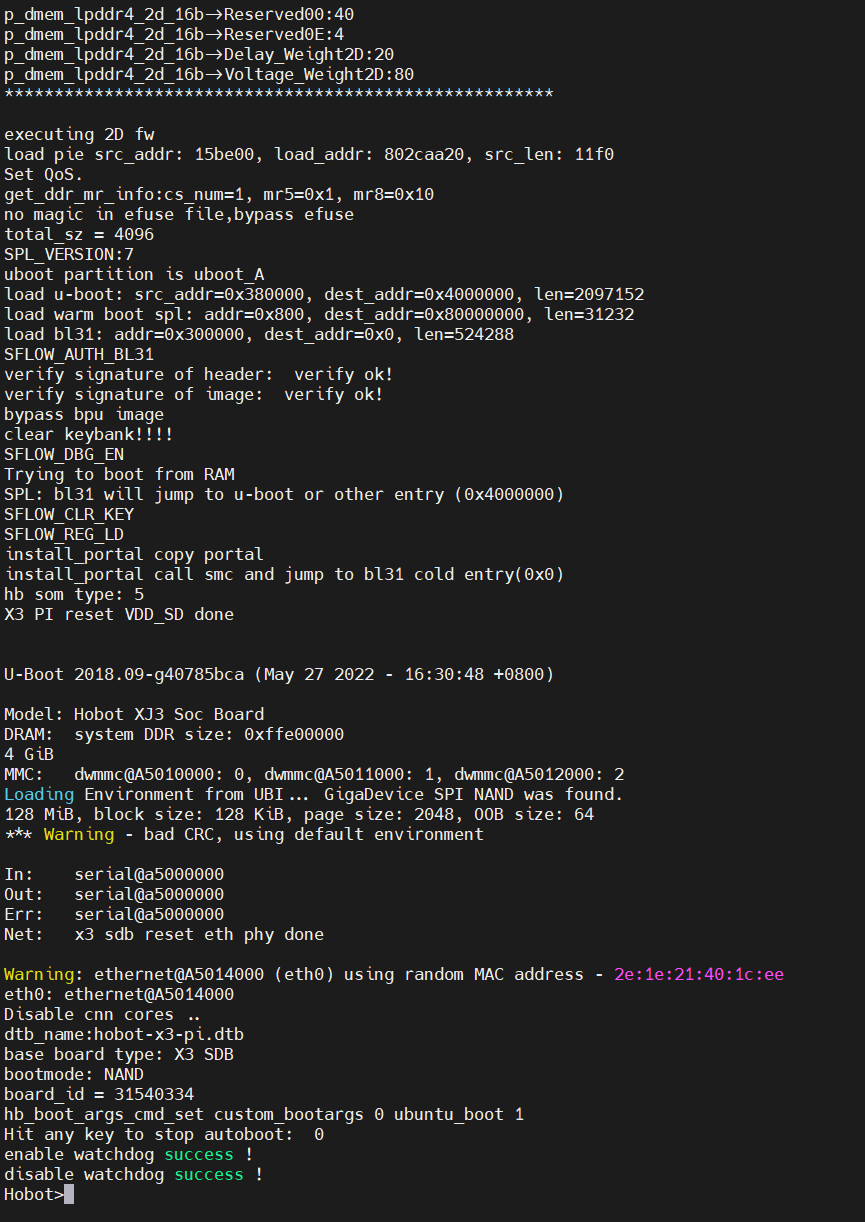 p_dmem_lpddr4_2d_16b->Reserved00:40
p_dmem_lpddr4_2d_16b->Reserved0E:4
p_dmem_lpddr4_2d_16b->Delay_Weight2D:20
p_dmem_lpddr4_2d_16b->Voltage_Weight2D:80
*******************************************************
executing 2D fw
load pie src_addr: 15be00, load_addr: 802caa20, src_len: 11f0
Set QoS.
get_ddr_mr_info:cs_num=1, mr5=0x1, mr8=0x10
no magic in efuse file,bypass efuse
total_sz = 4096
SPL_VERSION:7
uboot partition is uboot_A
load u-boot: src_addr=0x380000, dest_addr=0x4000000, len=2097152
load warm boot spl: addr=0x800, dest_addr=0x80000000, len=31232
load bl31: addr=0x300000, dest_addr=0x0, len=524288
SFLOW_AUTH_BL31
verify signature of header:  verify ok!
verify signature of image:  verify ok!
bypass bpu image
clear keybank!!!!
SFLOW_DBG_EN
Trying to boot from RAM
SPL: bl31 will jump to u-boot or other entry (0x4000000)
SFLOW_CLR_KEY
SFLOW_REG_LD
install_portal copy portal
install_portal call smc and jump to bl31 cold entry(0x0)
hb som type: 5
X3 PI reset VDD_SD done
U-Boot 2018.09-g40785bca (May 27 2022 - 16:30:48 +0800)
Model: Hobot XJ3 Soc Board
DRAM:  system DDR size: 0xffe00000
4 GiB
MMC:   dwmmc@A5010000: 0, dwmmc@A5011000: 1, dwmmc@A5012000: 2
Loading Environment from UBI... GigaDevice SPI NAND was found.
128 MiB, block size: 128 KiB, page size: 2048, OOB size: 64
*** Warning - bad CRC, using default environment
In:    serial@a5000000
Out:   serial@a5000000
Err:   serial@a5000000
Net:   x3 sdb reset eth phy done
Warning: ethernet@A5014000 (eth0) using random MAC address - 2e:1e:21:40:1c:ee
eth0: ethernet@A5014000
Disable cnn cores ..
dtb_name:hobot-x3-pi.dtb
base board type: X3 SDB
bootmode: NAND
board_id = 31540334
hb_boot_args_cmd_set custom_bootargs 0 ubuntu_boot 1
Hit any key to stop autoboot:  0
enable watchdog success !
disable watchdog success !
Hobot>